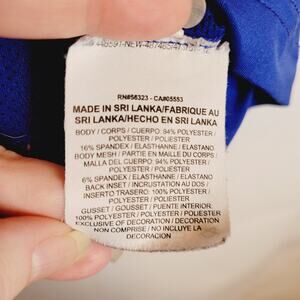 RN#56323 - CA#05553
MADE IN SRI LANKA/FABRIQUE AU
SRI LANKA/HECHO EN SRI LANKA
BODY / CORPS / CUERPO: 94% POLYESTER /
POLYESTER / POLIESTER
16% SPANDEX / ELASTHANNE / ELASTANO
BODY MESH / PARTIE EN MAILLE DU CORPS /
MALLA DEL CUERPO: 94% POLYESTER /
POLYESTER / POLIESTER
6% SPANDEX / ELASTHANNE / ELASTANO
BACK INSET / INCRUSTATION AU DOS /
INSERTO TRASERO: 100% POLYESTER /
POLYESTER / POLIESTER
GUSSET / GOUSSET / PUENTE INTERIOR:
100% POLYESTER / POLYESTER / POLIESTER
EXCLUSIVE OF DECORATION / DECORATION
NON COMPRISE / NO INCLUYE LA
DECORACION